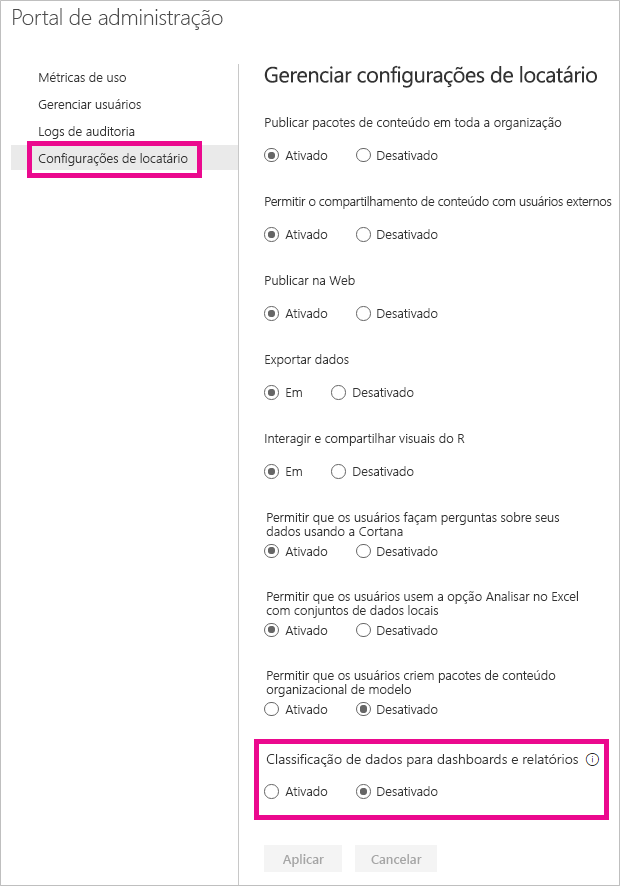 Portal de administração
Métricas de uso
Gerenciar usuários
Logs de auditoria
Configurações de locatário
Gerenciar configurações de locatário
Publicar pacotes de conteúdo em toda a organização
Ativado Desativado
Permitir o compartilhamento de conteúdo com usuários externos
Ativado Desativado
Publicar na Web
Ativado Desativado
Exportar dados
Em Desativado
Interagir e compartilhar visuais do R
Em Desativado
Permitir que os usuários façam perguntas sobre seus
dados usando a Cortana
Ativado Desativado
Permitir que os usuários usem a opção Analisar no Excel
com conjuntos de dados locais
Ativado Desativado
Permitir que os usuários criem pacotes de conteúdo
organizacional de modelo
Ativado Desativado
Classificação de dados para dashboards e relatórios
Ativado Desativado
Aplicar Cancelar